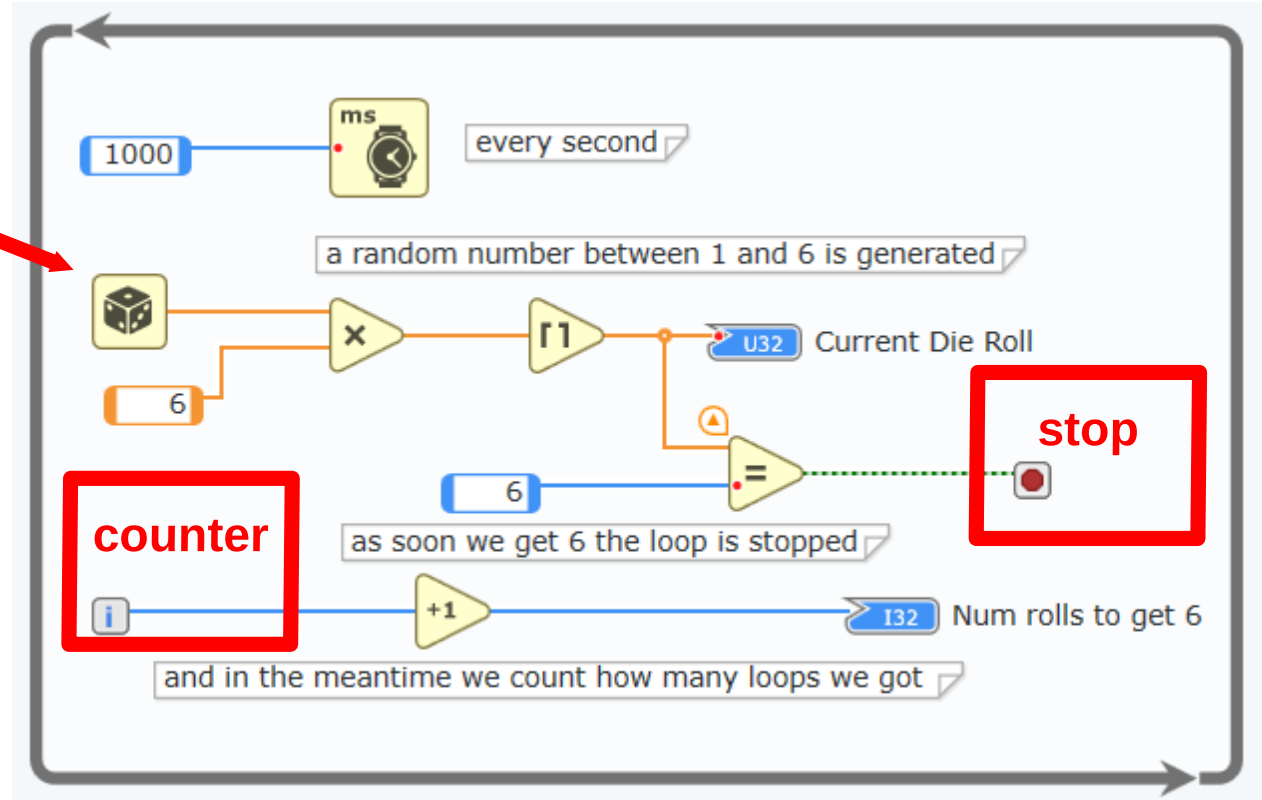 ms
1000
every second
a random number between 1 and 6 is generated
×
U32 Current Die Roll
6
stop
=
6
counter
as soon we get 6 the loop is stopped
i
+1
I32 Num rolls to get 6
and in the meantime we count how many loops we got